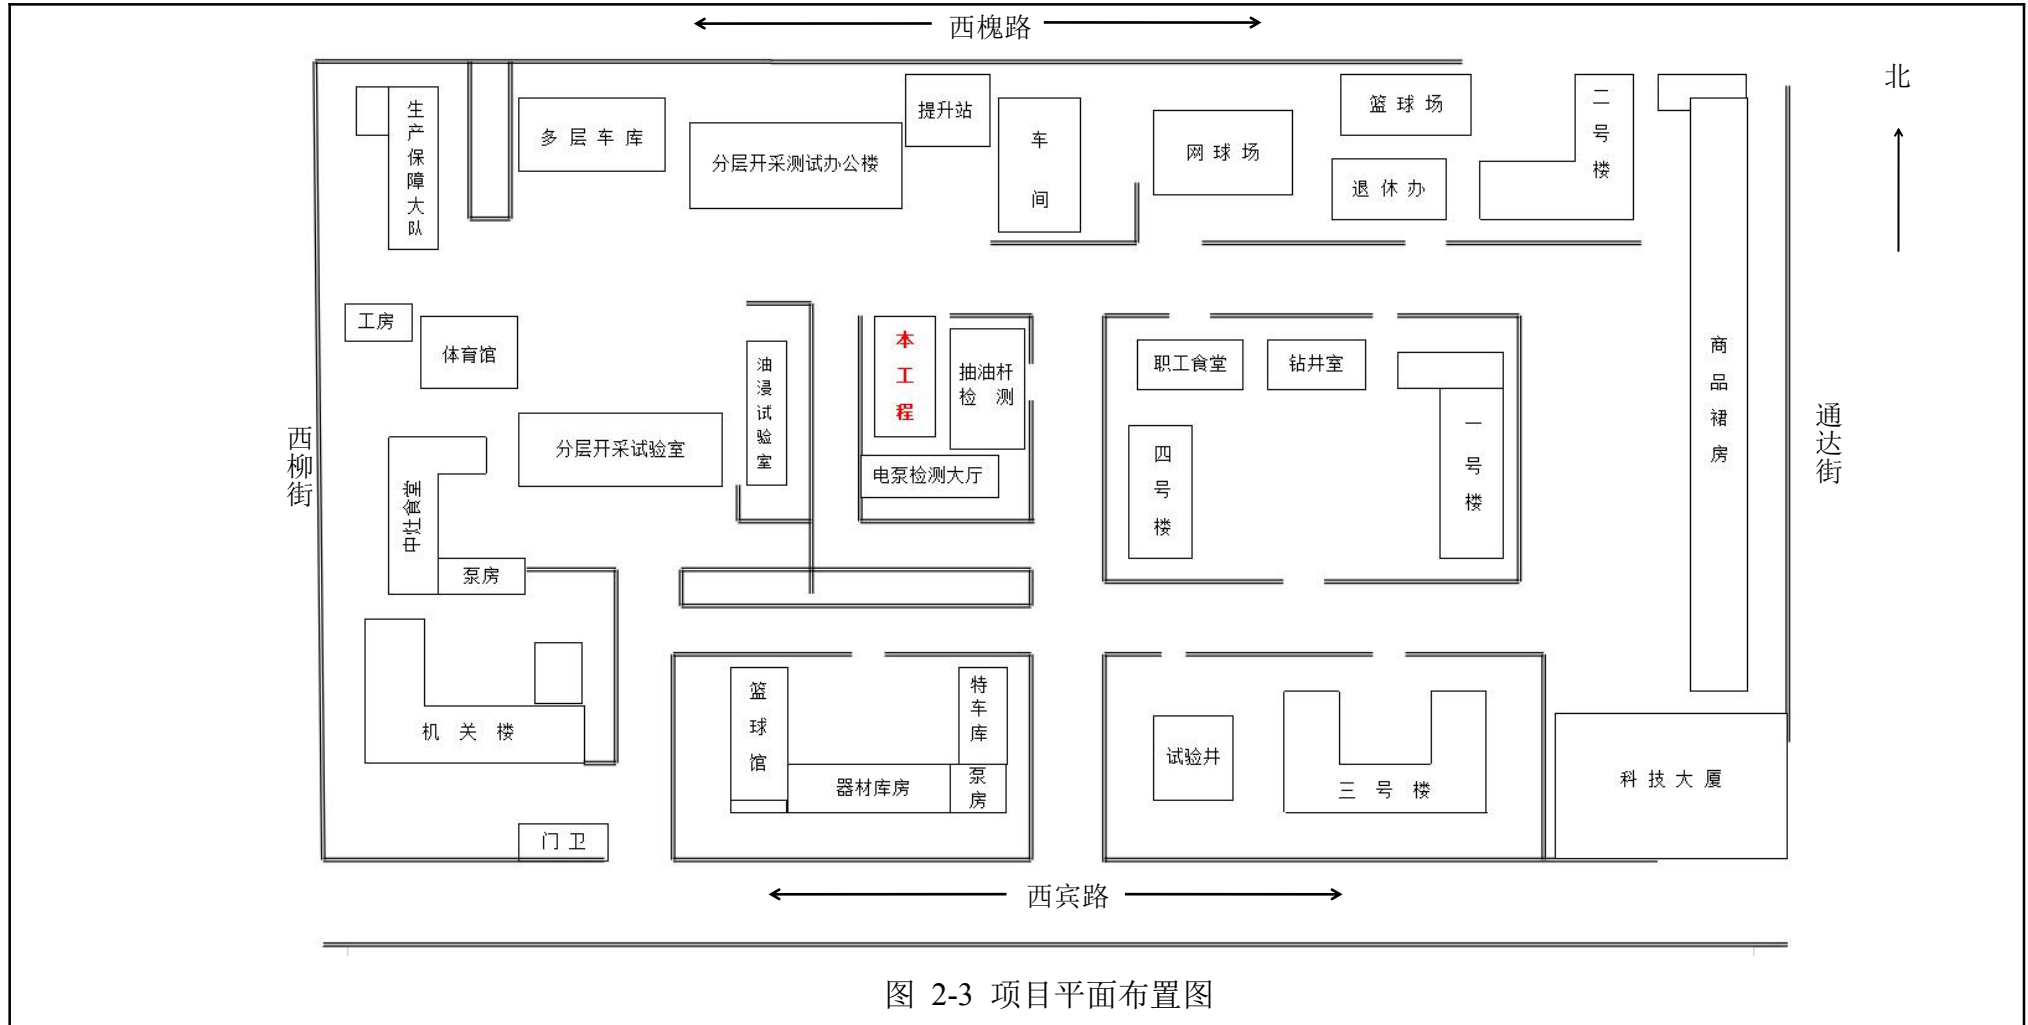 西槐路
北
生产保障大队
多层车库
分层开采测试办公楼
提升站
车间
网球场
篮球场
退休办
二号楼
工房
体育馆
油浸试验室
本工程
抽油杆
检测
职工食堂
钻井室
一号楼
商品裙房
西柳街
通达街
分层开采试验室
电泵检测大厅
四号楼
中灶食堂
泵房
机关楼
篮球馆
特车库
器材库房
泵房
试验井
三号楼
科技大厦
门卫
西宾路
图 2-3 项目平面布置图